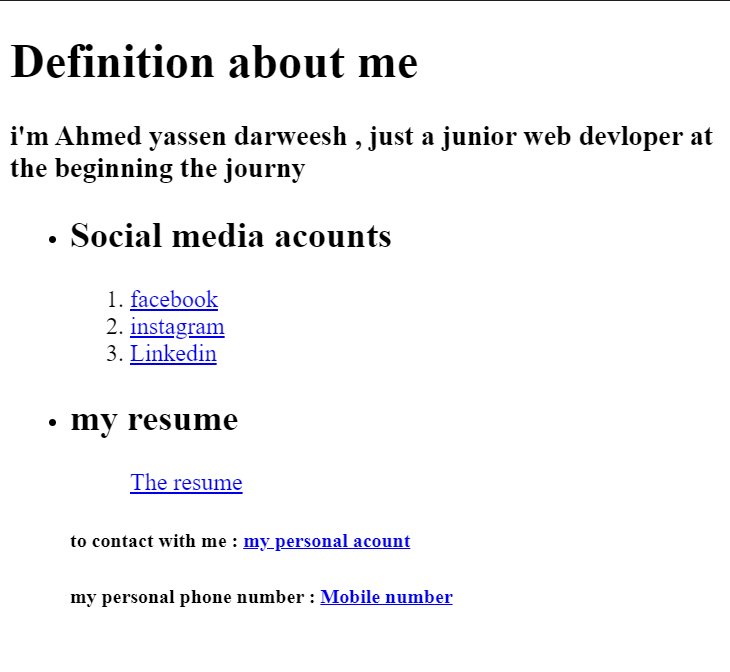 Definition about me
i'm Ahmed yassen darweesh , just a junior web devloper at
the beginning the journy
• Social media acounts
1. facebook
2. instagram
3. Linkedin
• my resume
The resume
to contact with me : my personal acount
my personal phone number : Mobile number